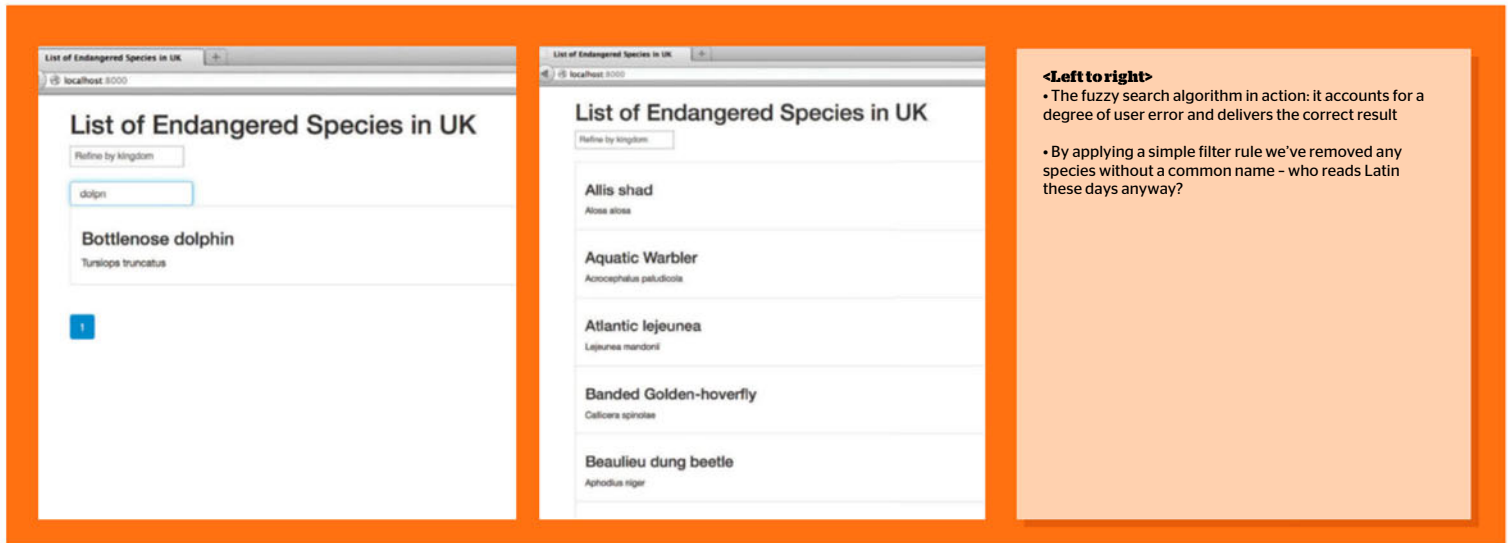 List of Endangered Species in UK
localhost:8000
List of Endangered Species in UK
Refine by kingdom
dolpn
Bottlenose dolphin
Tursiops truncatus
1
List of Endangered Species in UK
localhost:8000
List of Endangered Species in UK
Refine by kingdom
Allis shad
Alosa alosa
Aquatic Warbler
Acrocephalus paludicola
Atlantic lejeunea
Lejeunea mandonii
Banded Golden-hoverfly
Callicera spinolae
Beaulieu dung beetle
Aphodius niger
<Left to right>
• The fuzzy search algorithm in action: it accounts for a
degree of user error and delivers the correct result
• By applying a simple filter rule we’ve removed any
species without a common name – who reads Latin
these days anyway?